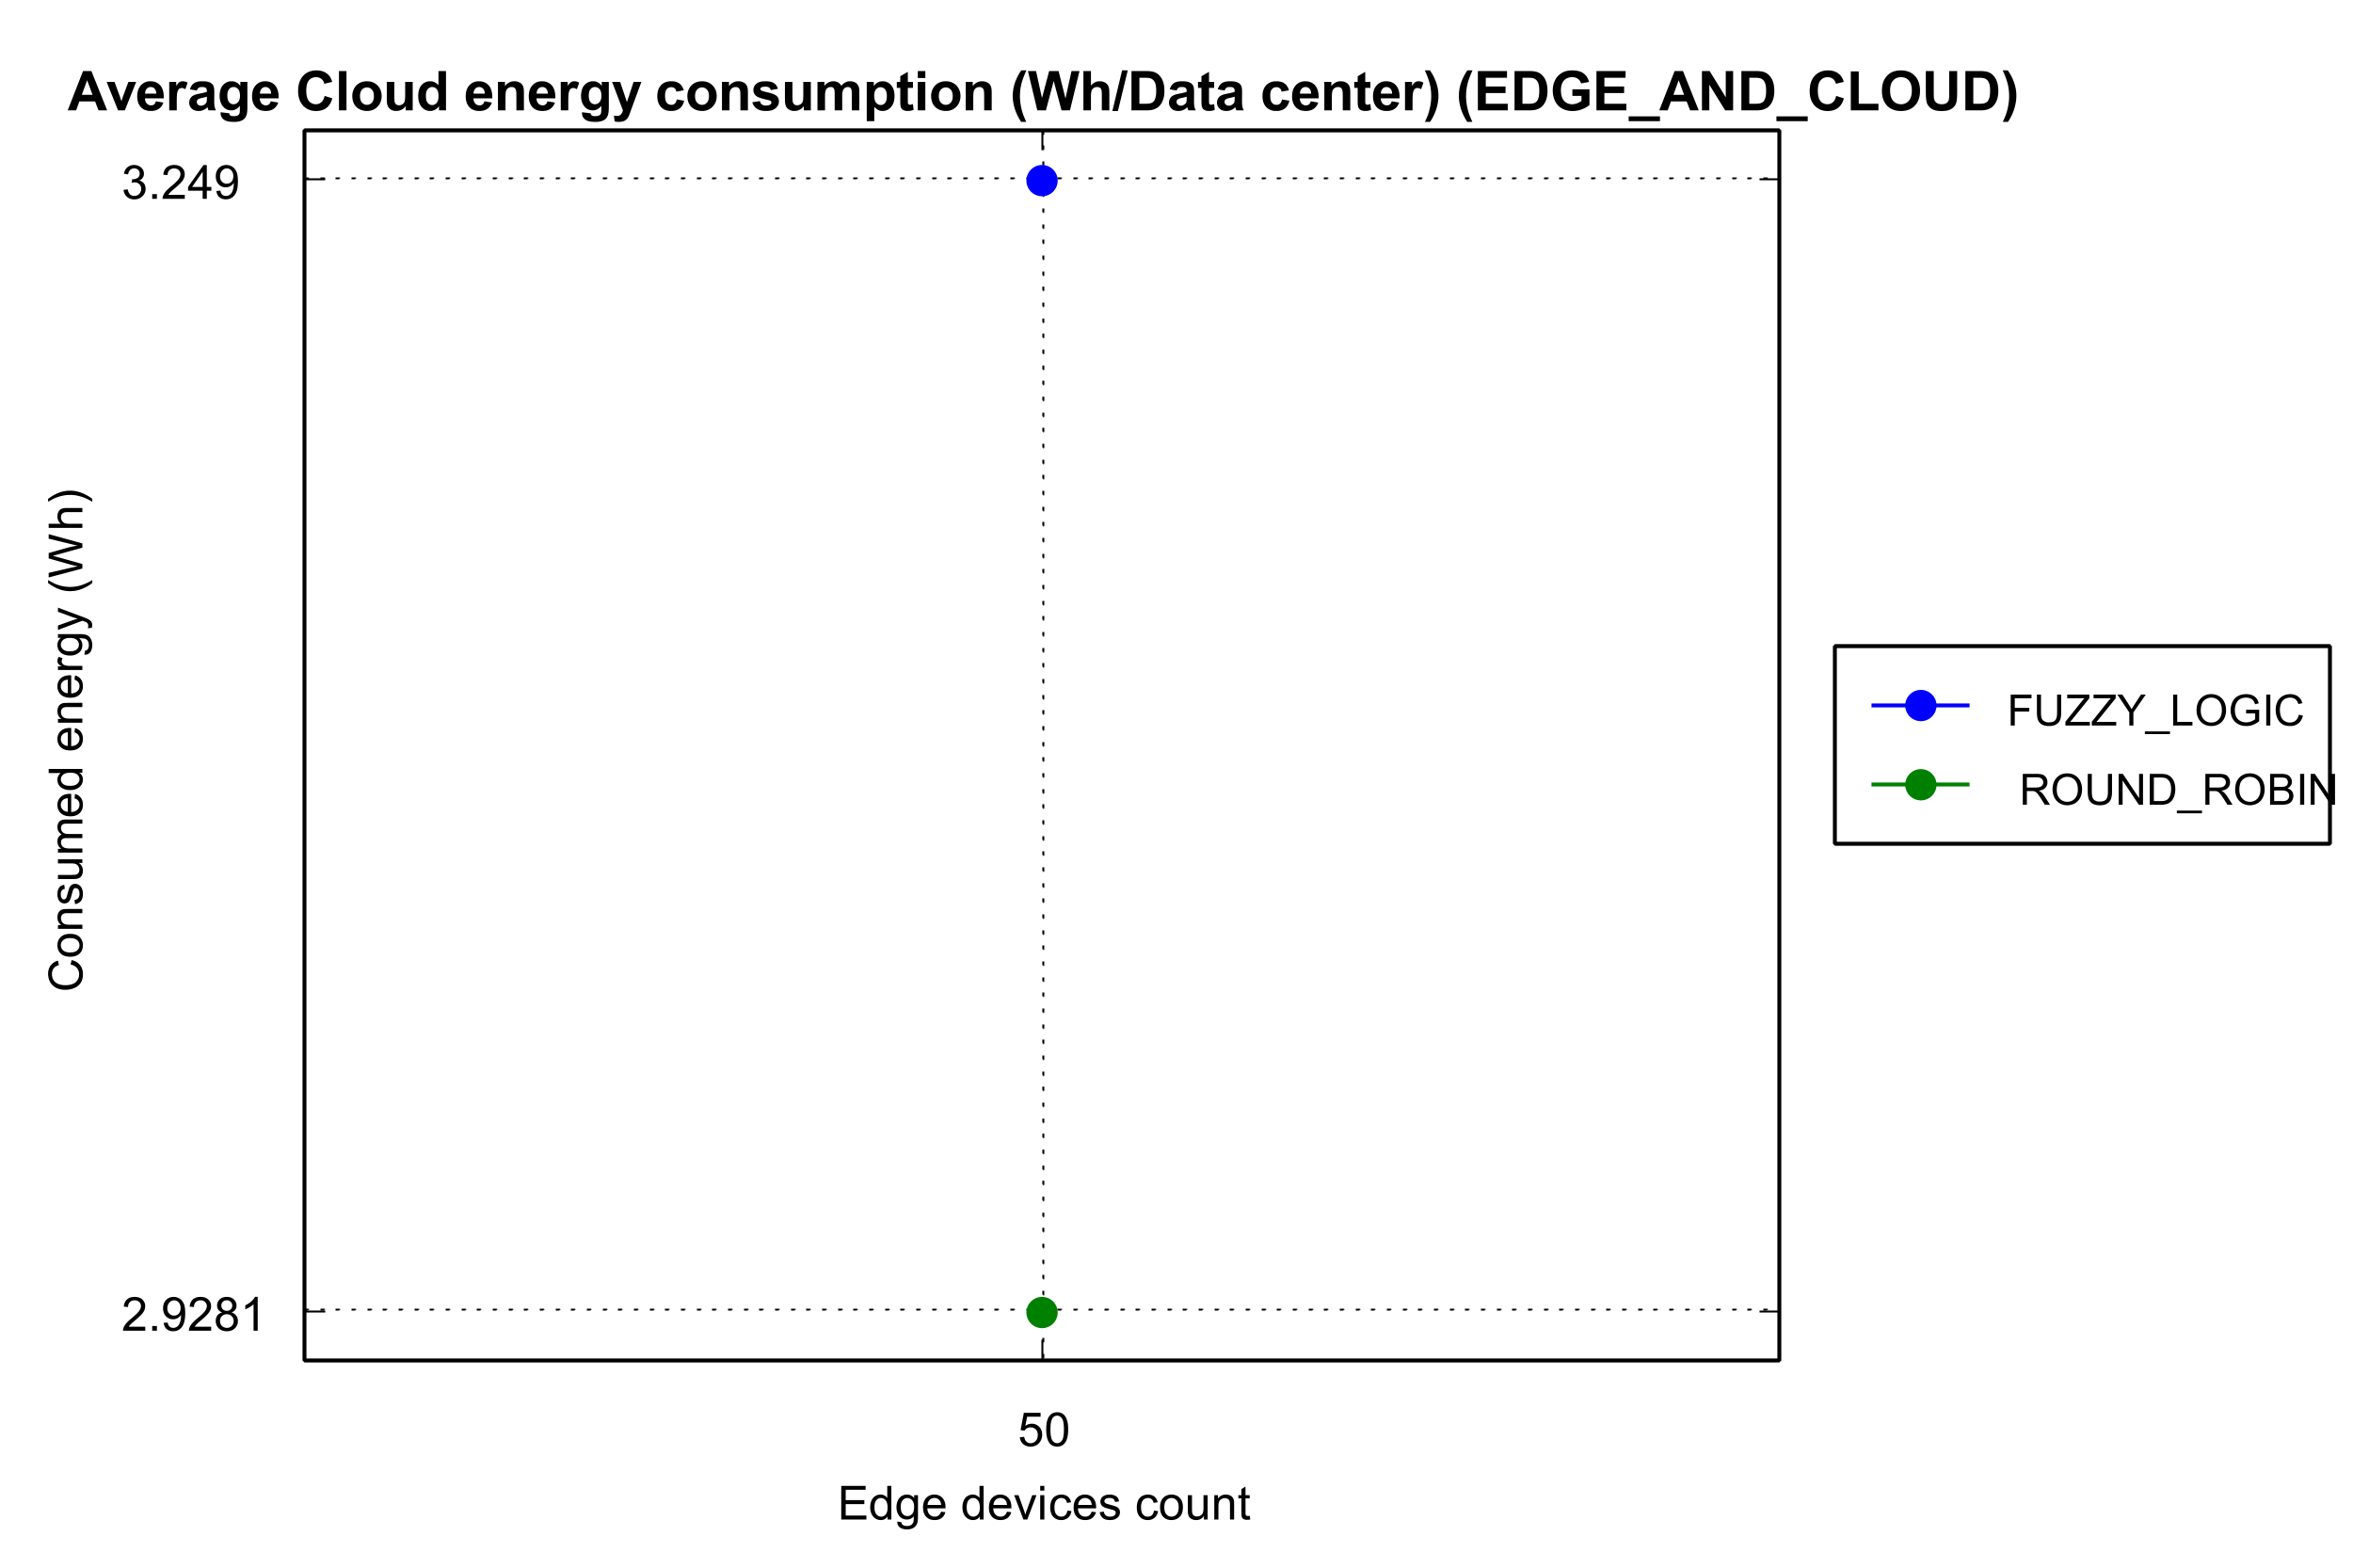 Average Cloud energy consumption (Wh/Data center) (EDGE_AND_CLOUD)
3.249
Consumed energy (Wh)
FUZZY_LOGIC
ROUND_ROBIN
2.9281
50
Edge devices count